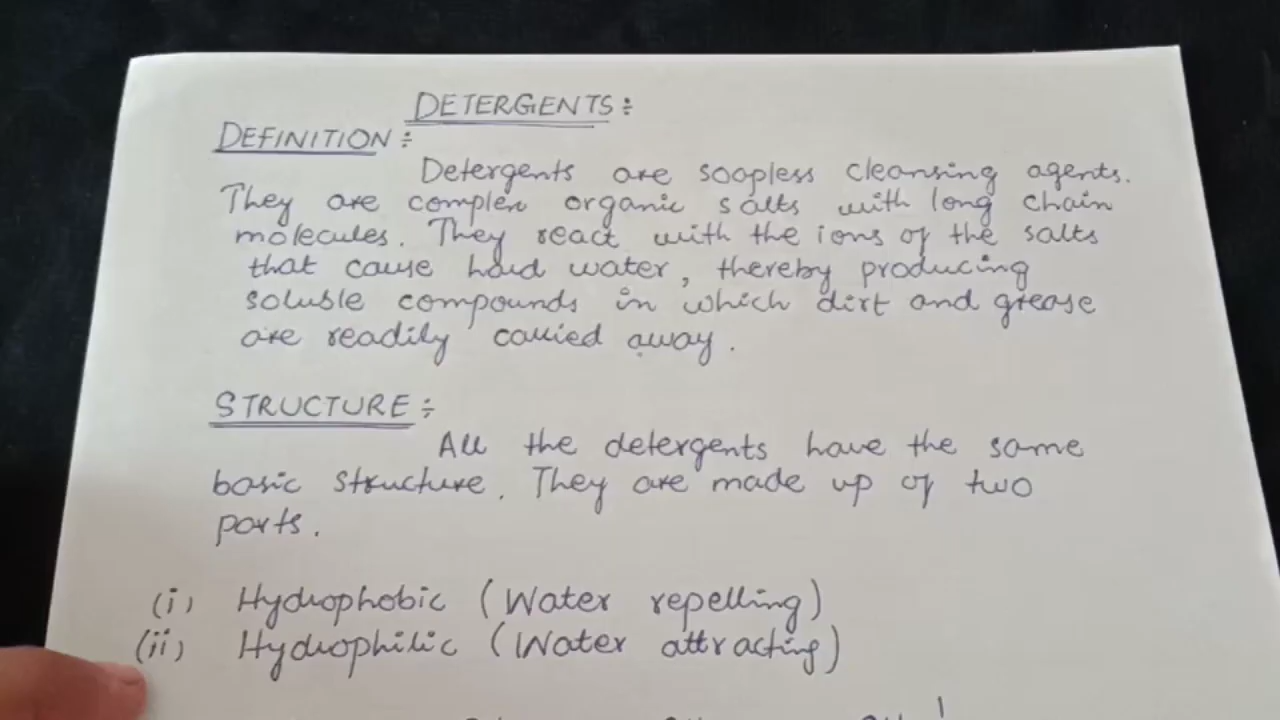 DETERGENTS÷
DEFINITION÷
Detergents are soapless cleansing agents.
They are complex organic salts with long chain
molecules. They react with the ions of the salts
that cause hard water, thereby producing
soluble compounds in which dirt and grease
are readily carried away.
STRUCTURE÷
All the detergents have the same
basic structure. They are made up of two
parts.
(i) Hydrophobic (Water repelling)
(ii) Hydrophilic (Water attracting)